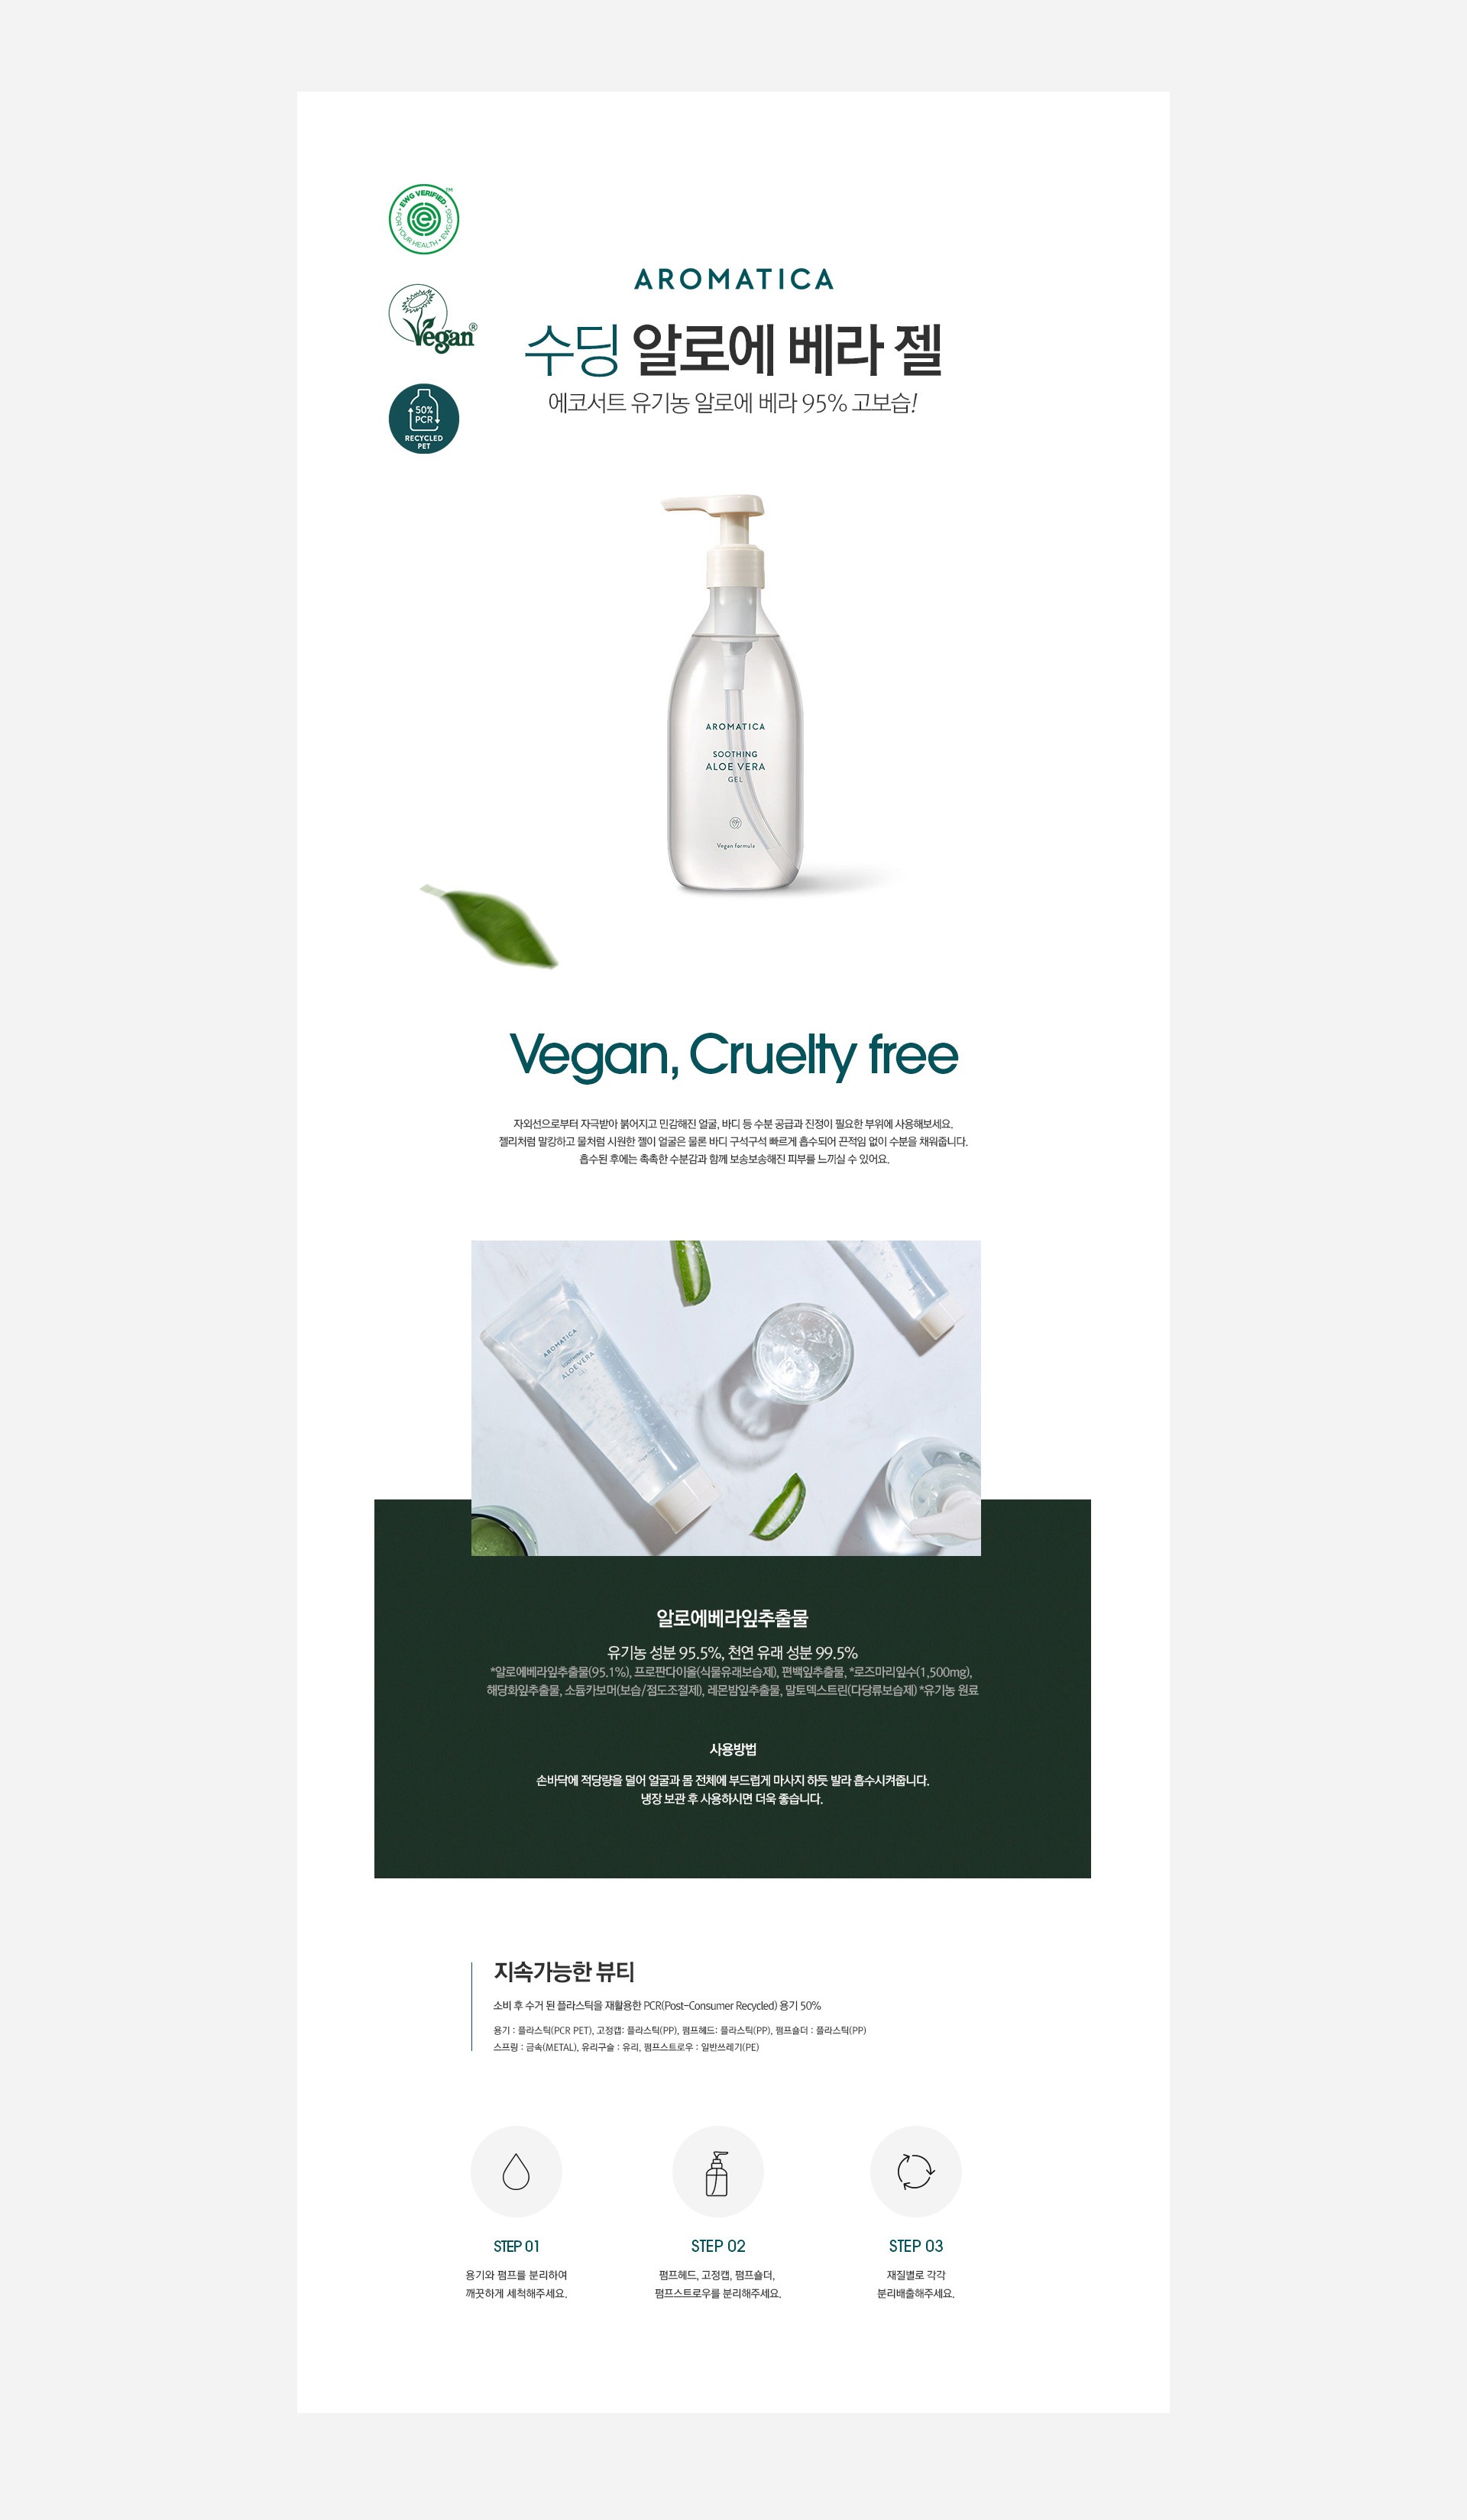 EWG VERIFIED™
FOR YOUR HEALTH • EWG.ORG
Vegan®
50%
PCR
RECYCLED
PET
AROMATICA
수딩 알로에 베라 젤
에코서트 유기농 알로에 베라 95% 고보습!
AROMATICA
SOOTHING
ALOE VERA
GEL
Vegan formula
Vegan, Cruelty free
자외선으로부터 자극받아 붉어지고 민감해진 얼굴, 바디 등 수분 공급과 진정이 필요한 부위에 사용해보세요.
젤리처럼 말캉하고 물처럼 시원한 젤이 얼굴은 물론 바디 구석구석 빠르게 흡수되어 끈적임 없이 수분을 채워줍니다.
흡수된 후에는 촉촉한 수분감과 함께 보송보송해진 피부를 느끼실 수 있어요.
AROMATICA
SOOTHING
ALOE VERA
GEL
알로에베라잎추출물
유기농 성분 95.5%, 천연 유래 성분 99.5%
*알로에베라잎추출물(95.1%), 프로판다이올(식물유래보습제), 편백잎추출물, *로즈마리잎수(1,500mg),
해당화잎추출물, 소듐카보머(보습/점도조절제), 레몬밤잎추출물, 말토덱스트린(다당류보습제) *유기농 원료
사용방법
손바닥에 적당량을 덜어 얼굴과 몸 전체에 부드럽게 마사지 하듯 발라 흡수시켜줍니다.
냉장 보관 후 사용하시면 더욱 좋습니다.
지속가능한 뷰티
소비 후 수거 된 플라스틱을 재활용한 PCR(Post-Consumer Recycled) 용기 50%
용기 : 플라스틱(PCR PET), 고정캡: 플라스틱(PP), 펌프헤드: 플라스틱(PP), 펌프숄더 : 플라스틱(PP)
스프링 : 금속(METAL), 유리구슬 : 유리, 펌프스트로우 : 일반쓰레기(PE)
STEP 01
용기와 펌프를 분리하여
깨끗하게 세척해주세요.
STEP 02
펌프헤드, 고정캡, 펌프숄더,
펌프스트로우를 분리해주세요.
STEP 03
재질별로 각각
분리배출해주세요.